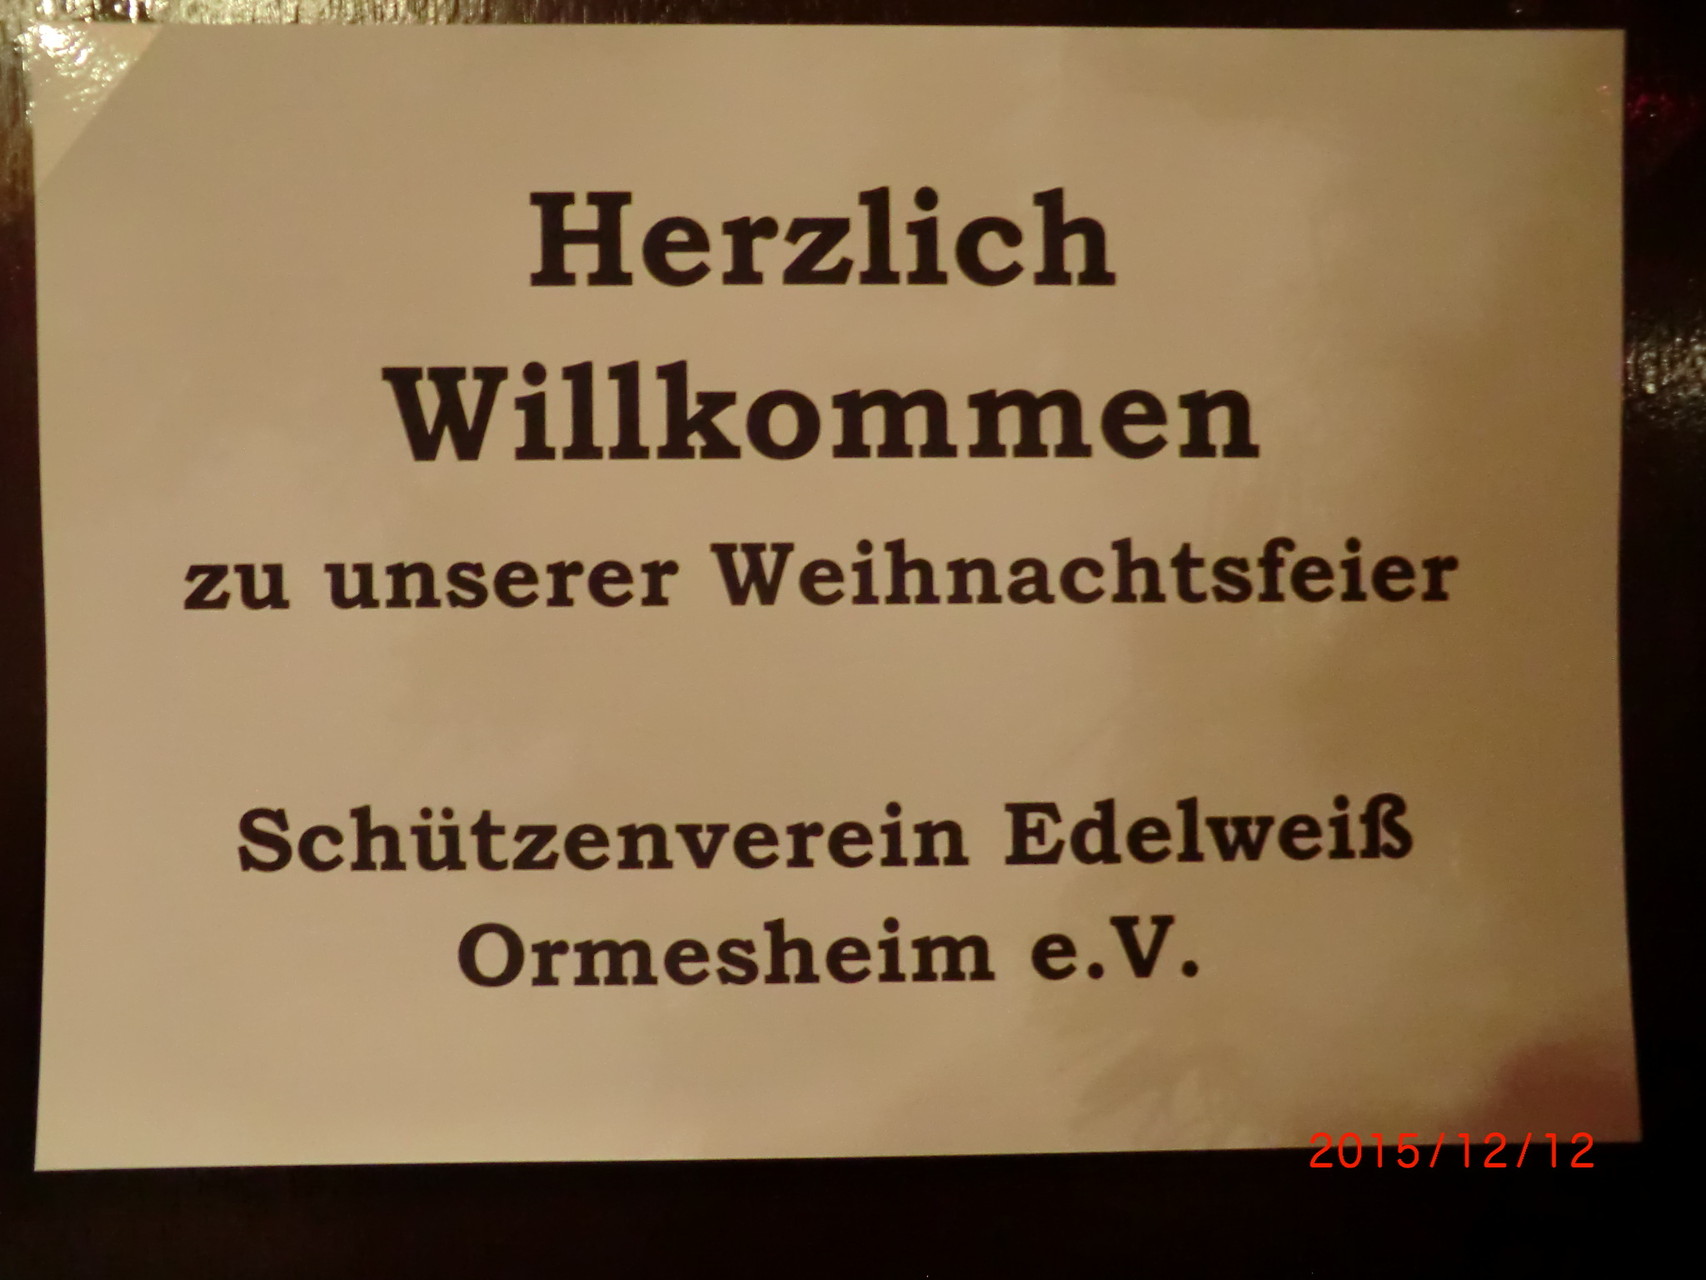 Herzlich
Willkommen
zu unserer Weihnachtsfeier
Schützenverein Edelweiß
Ormesheim e.V.
2015/12/12